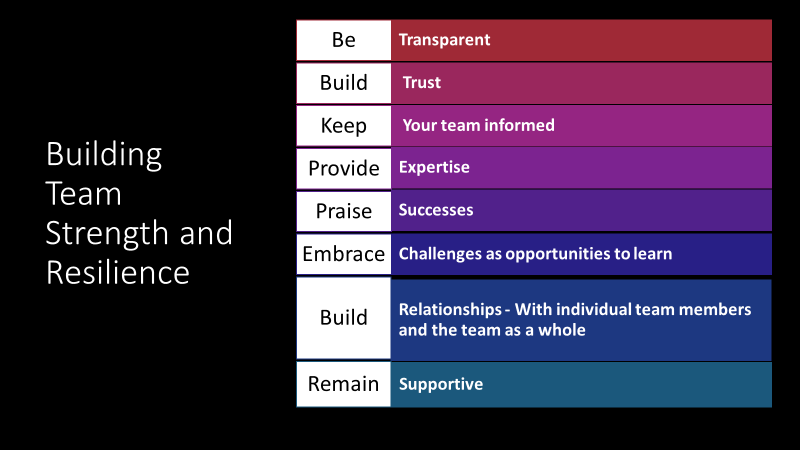 Building
Team
Strength and
Resilience
Be Transparent
Build Trust
Keep Your team informed
Provide Expertise
Praise Successes
Embrace Challenges as opportunities to learn
Build Relationships - With individual team members
and the team as a whole
Remain Supportive